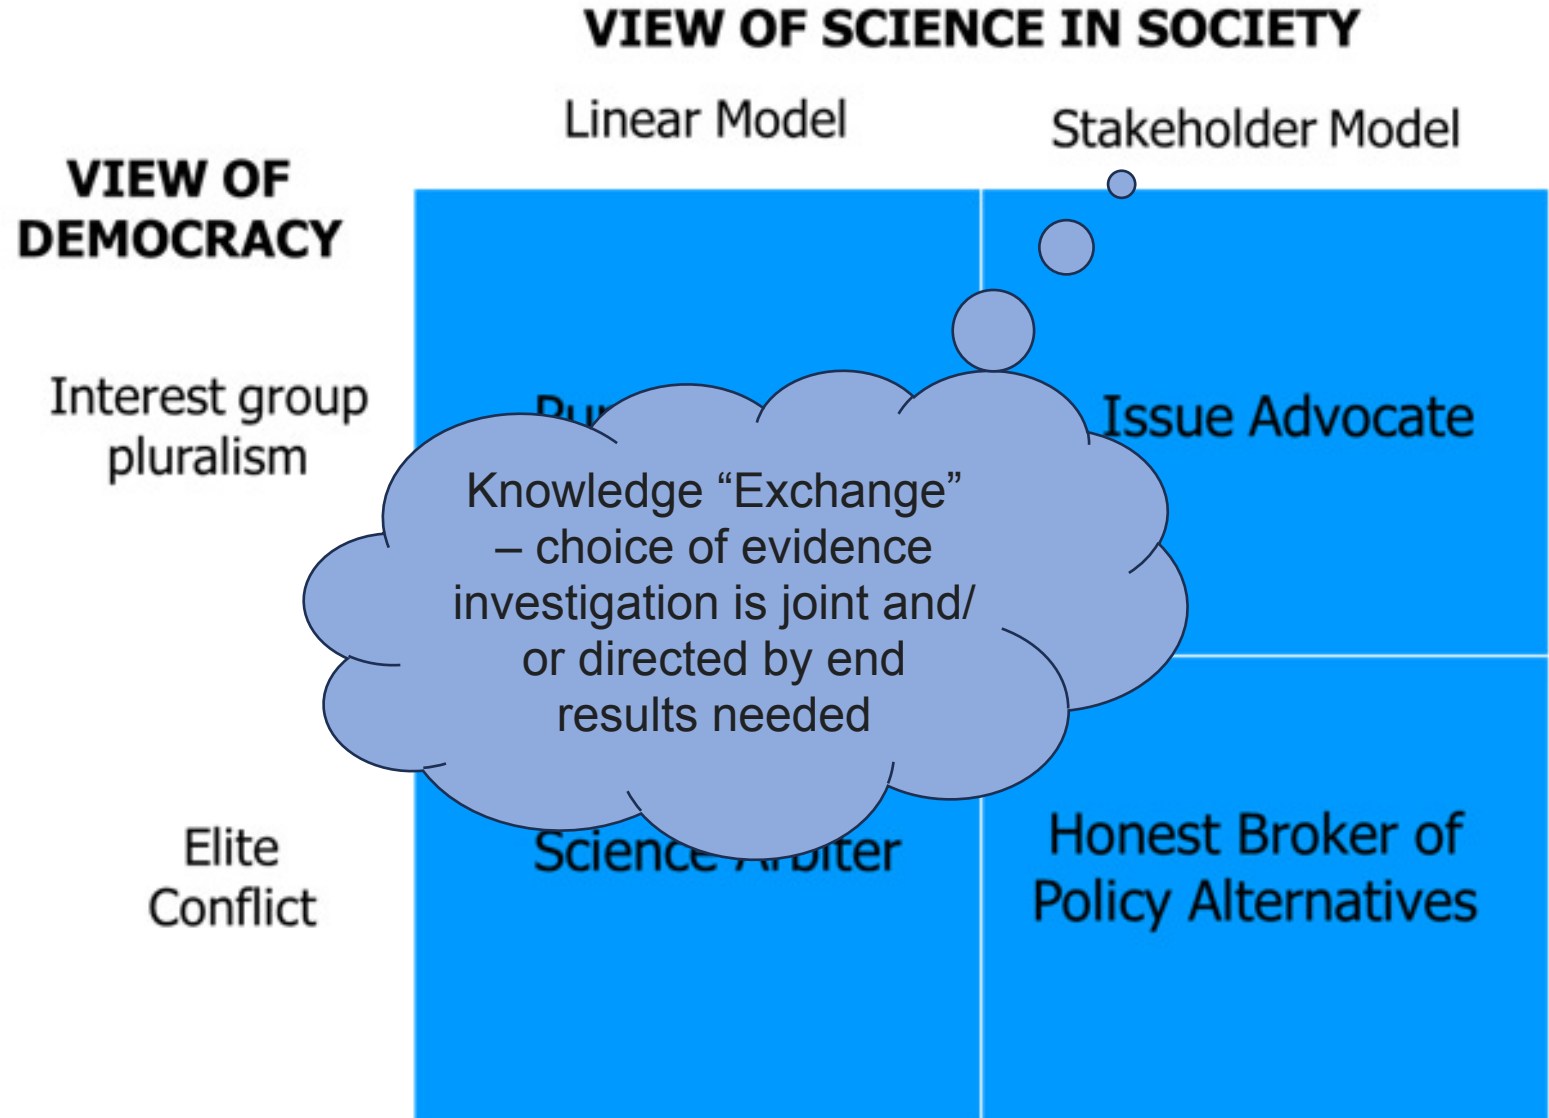 VIEW OF SCIENCE IN SOCIETY
Linear Model
Stakeholder Model
VIEW OF
DEMOCRACY
Interest group
pluralism
Issue Advocate
Knowledge “Exchange”
– choice of evidence
investigation is joint and/
or directed by end
results needed
Elite
Conflict
Science Arbiter
Honest Broker of
Policy Alternatives